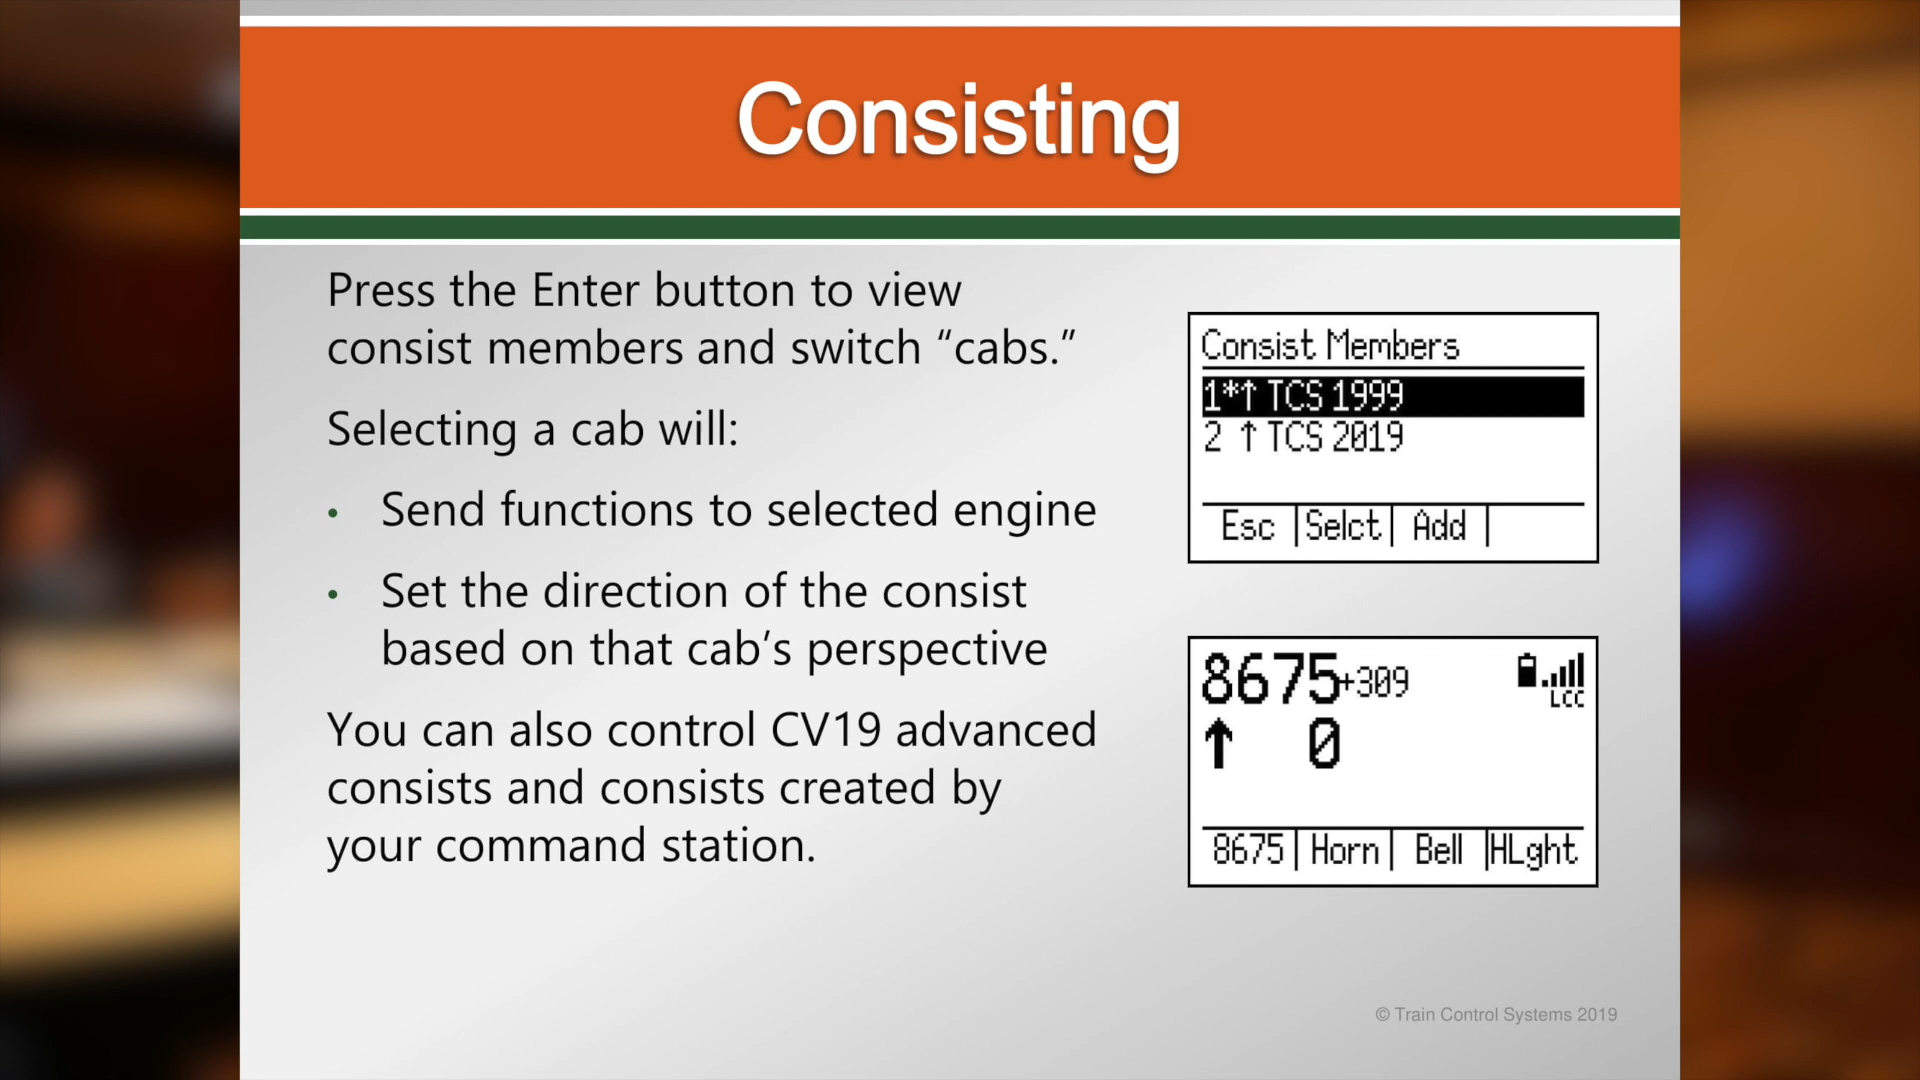 Consisting
Press the Enter button to view
consist members and switch “cabs.”
Selecting a cab will:
• Send functions to selected engine
• Set the direction of the consist
based on that cab’s perspective
You can also control CV19 advanced
consists and consists created by
your command station.
Consist Members
1*↑ TCS 1999
2 ↑ TCS 2019
Esc | Selct | Add |
8675+309
LCC
↑ 0
8675 | Horn | Bell | HLght
© Train Control Systems 2019